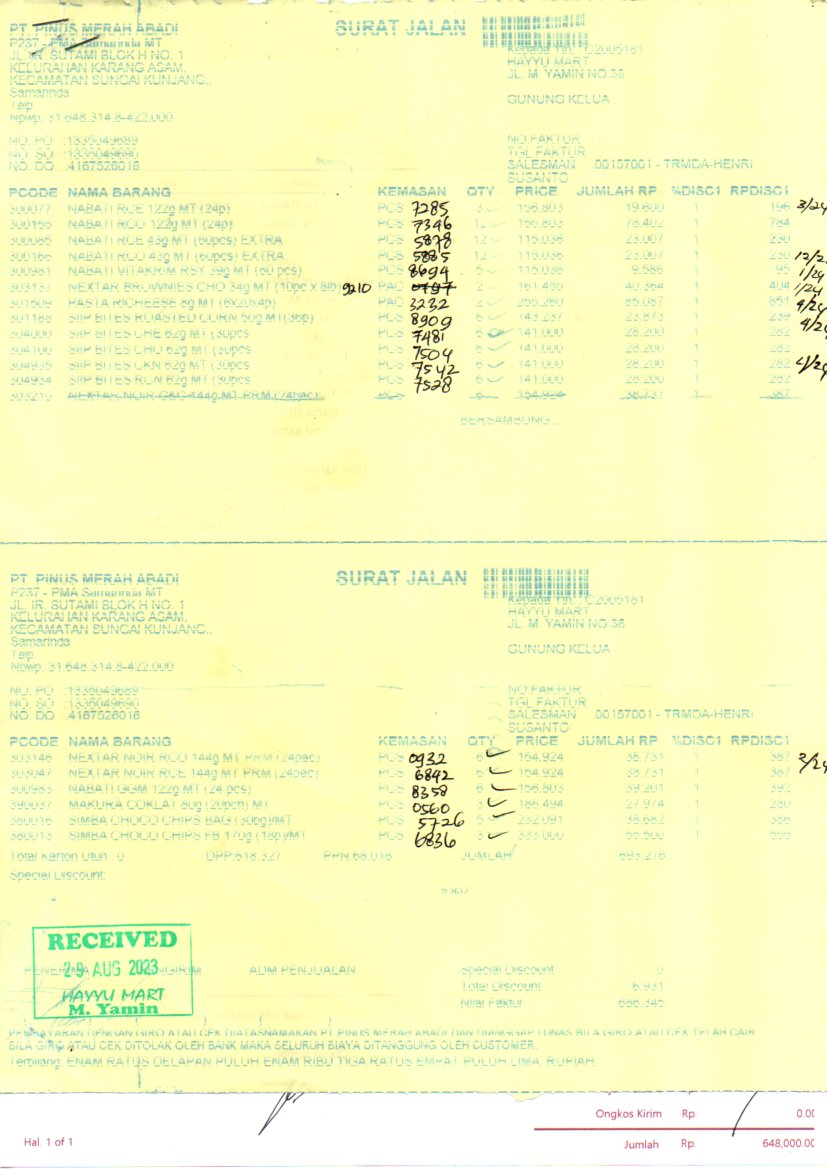 PT. PINUS MERAH ABADI
P237 - PMA Samarinda MT
JL. IR. SUTAMI BLOK H NO. 1
KELURAHAN KARANG ASAM.
KECAMATAN SUNGAI KUNJANG..
Samarinda
Telp
Npwp. 31.648.314.8-422.000
SURAT JALAN
Kepada Yth. C2006181
HAYYU MART
JL. M. YAMIN NO.38
GUNUNG KELUA
NO. PO :1335049689
NO. SO :1335049690
NO. DO :4167526016
NO.FAKTUR
TGL.FAKTUR
SALESMAN .00157001 - TRMDA-HENRI
SUSANTO
PCODE NAMA BARANG KEMASAN QTY PRICE JUMLAH RP %DISC1 RPDISC1
300077 NABATI RCE 122g MT (24p) PCS 7285 3 156.803 19.600 1 196 3/24
300155 NABATI RCO 122g MT (24p) PCS 7346 12 156.803 78.402 1 784
300085 NABATI RCE 43g MT (60pcs) EXTRA PCS 5878 12 115.036 23.007 1 230
300166 NABATI RCO 43g MT (60pcs) EXTRA PCS 5885 12 115.036 23.007 1 230
300981 NABATI VITAKRIM RSY 39g MT (60 pcs) PCS 8694 5 115.036 9.586 1 95 1/24
303137 NEXTAR BROWNIES CHO 34g MT (10pc x 8ib) 9210 PAC 2 161.455 40.364 1 404 1/24
301509 PASTA RICHEESE 8g MT (6x20x4p) PAC 3232 2 255.260 85.087 1 851 9/24
301188 SIIP BITES ROASTED CORN 50g MT(36p) PCS 8909 6 143.237 23.873 1 239
304000 SIIP BITES CHE 62g MT (30pcs PCS 7481 6 141.000 28.200 1 282
304100 SIIP BITES CHO 62g MT (30pcs PCS 7504 6 141.000 28.200 1 282
304935 SIIP BITES CKN 62g MT (30pcs PCS 7542 6 141.000 28.200 1 282
304934 SIIP BITES RCN 62g MT (30pcs PCS 7528 6 141.000 28.200 1 282
303210 NEXTAR NOIR CKC 144g MT PRM (24pac) PCS 6 154.924 38.731 1 387
BERSAMBUNG..
PT. PINUS MERAH ABADI
P237 - PMA Samarinda MT
JL. IR. SUTAMI BLOK H NO. 1
KELURAHAN KARANG ASAM.
KECAMATAN SUNGAI KUNJANG..
Samarinda
Telp
Npwp. 31.648.314.8-422.000
SURAT JALAN
Kepada Yth. C2006181
HAYYU MART
JL. M. YAMIN NO.38
GUNUNG KELUA
NO. PO :1335049689
NO. SO :1335049690
NO. DO :4167526016
NO.FAKTUR
TGL.FAKTUR
SALESMAN .00157001 - TRMDA-HENRI
SUSANTO
PCODE NAMA BARANG KEMASAN QTY PRICE JUMLAH RP %DISC1 RPDISC1
303146 NEXTAR NOIR RCO 144g MT PRM (24pac) PCS 0932 6 154.924 38.731 1 387
303047 NEXTAR NOIR RCE 144g MT PRM (24pac) PCS 6842 6 154.924 38.731 1 387 3/24
300983 NABATI GGM 122g MT (24 pcs) PCS 8358 6 156.803 39.201 1 392
390037 MAKURA COKLAT 80g (20pch) MT PCS 0560 3 186.494 27.974 1 280
380016 SIMBA CHOCO CHIPS BAG (30pg)/MT PCS 5726 5 232.091 38.682 1 386
380013 SIMBA CHOCO CHIPS FB 170g (18p)/MT PCS 6836 3 333.000 55.500 1 555
Total Karton Utuh : 0 DPP:618.327 PPN:68.016 JUMLAH 693.276
Special Discount:
6.932
RECEIVED
29 AUG 2023
HAYYU MART
M. Yamin
PENERIMA PENGIRIM ADM PENJUALAN
Special Discount 0
Total Discount 6.931
Nilai Faktur 686.345
PEMBAYARAN DENGAN GIRO ATAU CEK DIATASNAMAKAN PT.PINUS MERAH ABADI DAN DIANGGAP LUNAS BILA GIRO ATAU CEK TELAH CAIR
BILA GIRO ATAU CEK DITOLAK OLEH BANK MAKA SELURUH BIAYA DITANGGUNG OLEH CUSTOMER.
Terbilang: ENAM RATUS DELAPAN PULUH ENAM RIBU TIGA RATUS EMPAT PULUH LIMA RUPIAH
Ongkos Kirim Rp. 0.00
Hal. 1 of 1
Jumlah Rp. 648,000.00